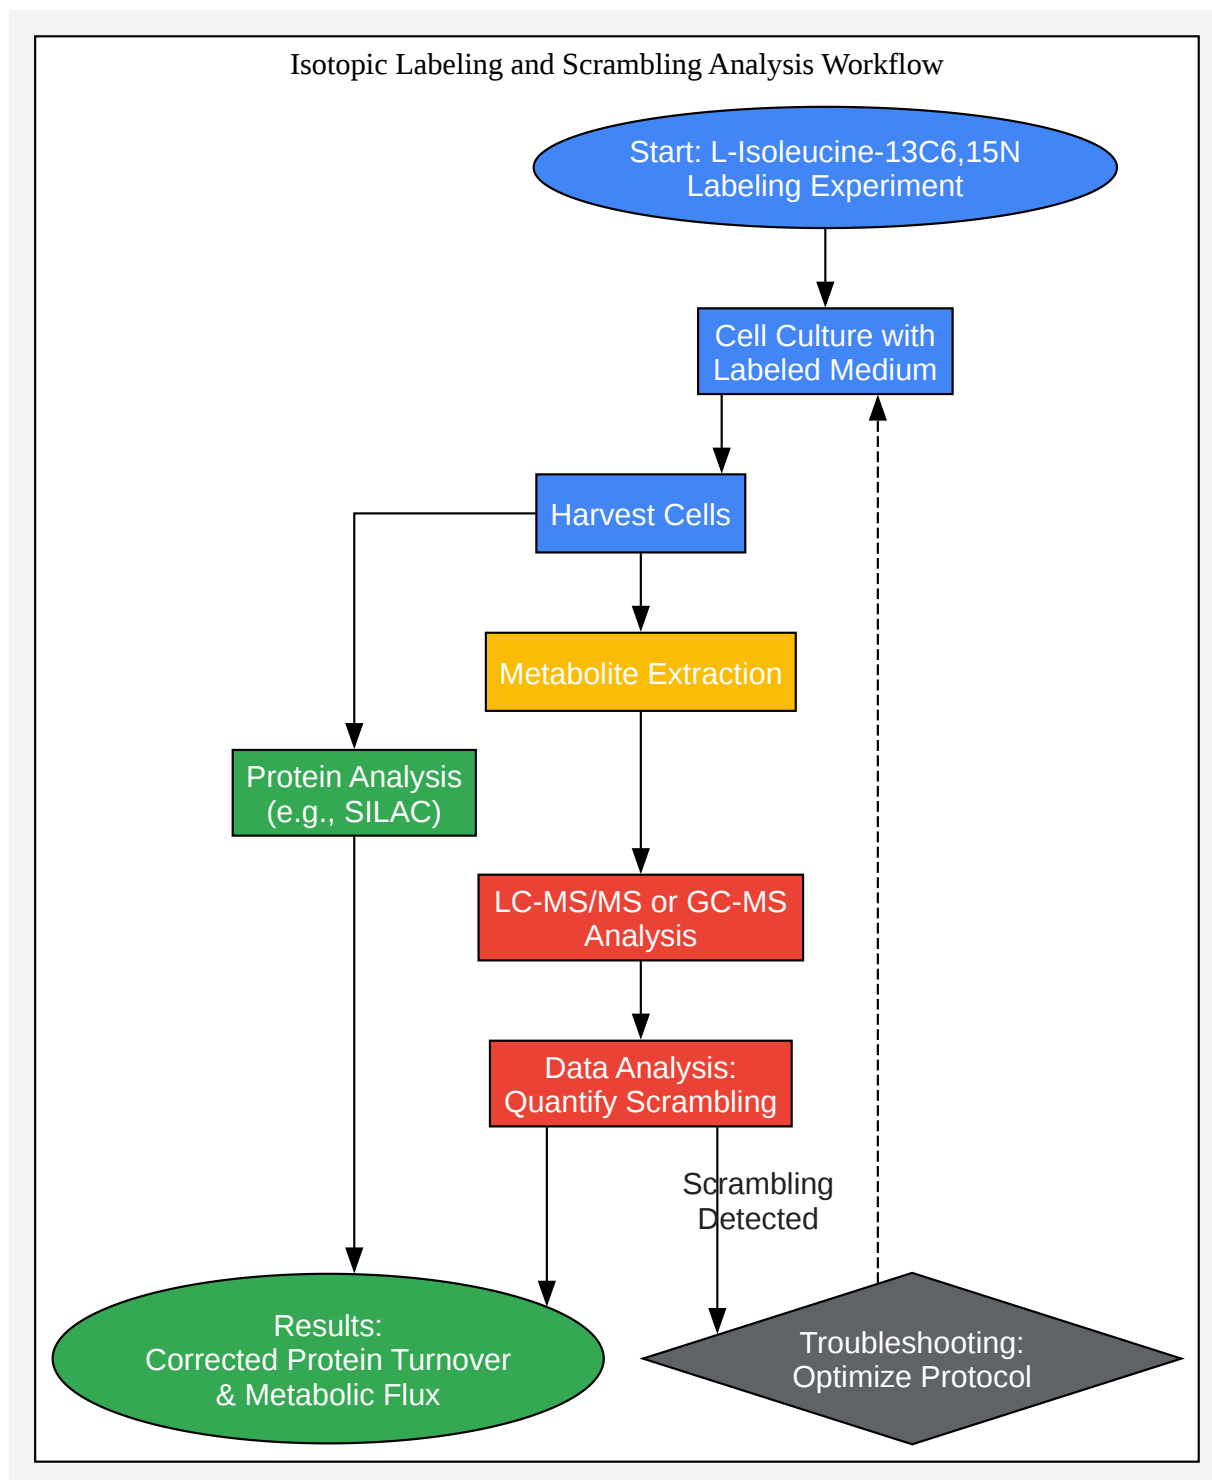 Isotopic Labeling and Scrambling Analysis Workflow
Start: L-Isoleucine-13C6,15N
Labeling Experiment
Cell Culture with
Labeled Medium
Harvest Cells
Metabolite Extraction
Protein Analysis
(e.g., SILAC)
LC-MS/MS or GC-MS
Analysis
Data Analysis:
Quantify Scrambling
Scrambling
Detected
Results:
Corrected Protein Turnover
& Metabolic Flux
Troubleshooting:
Optimize Protocol